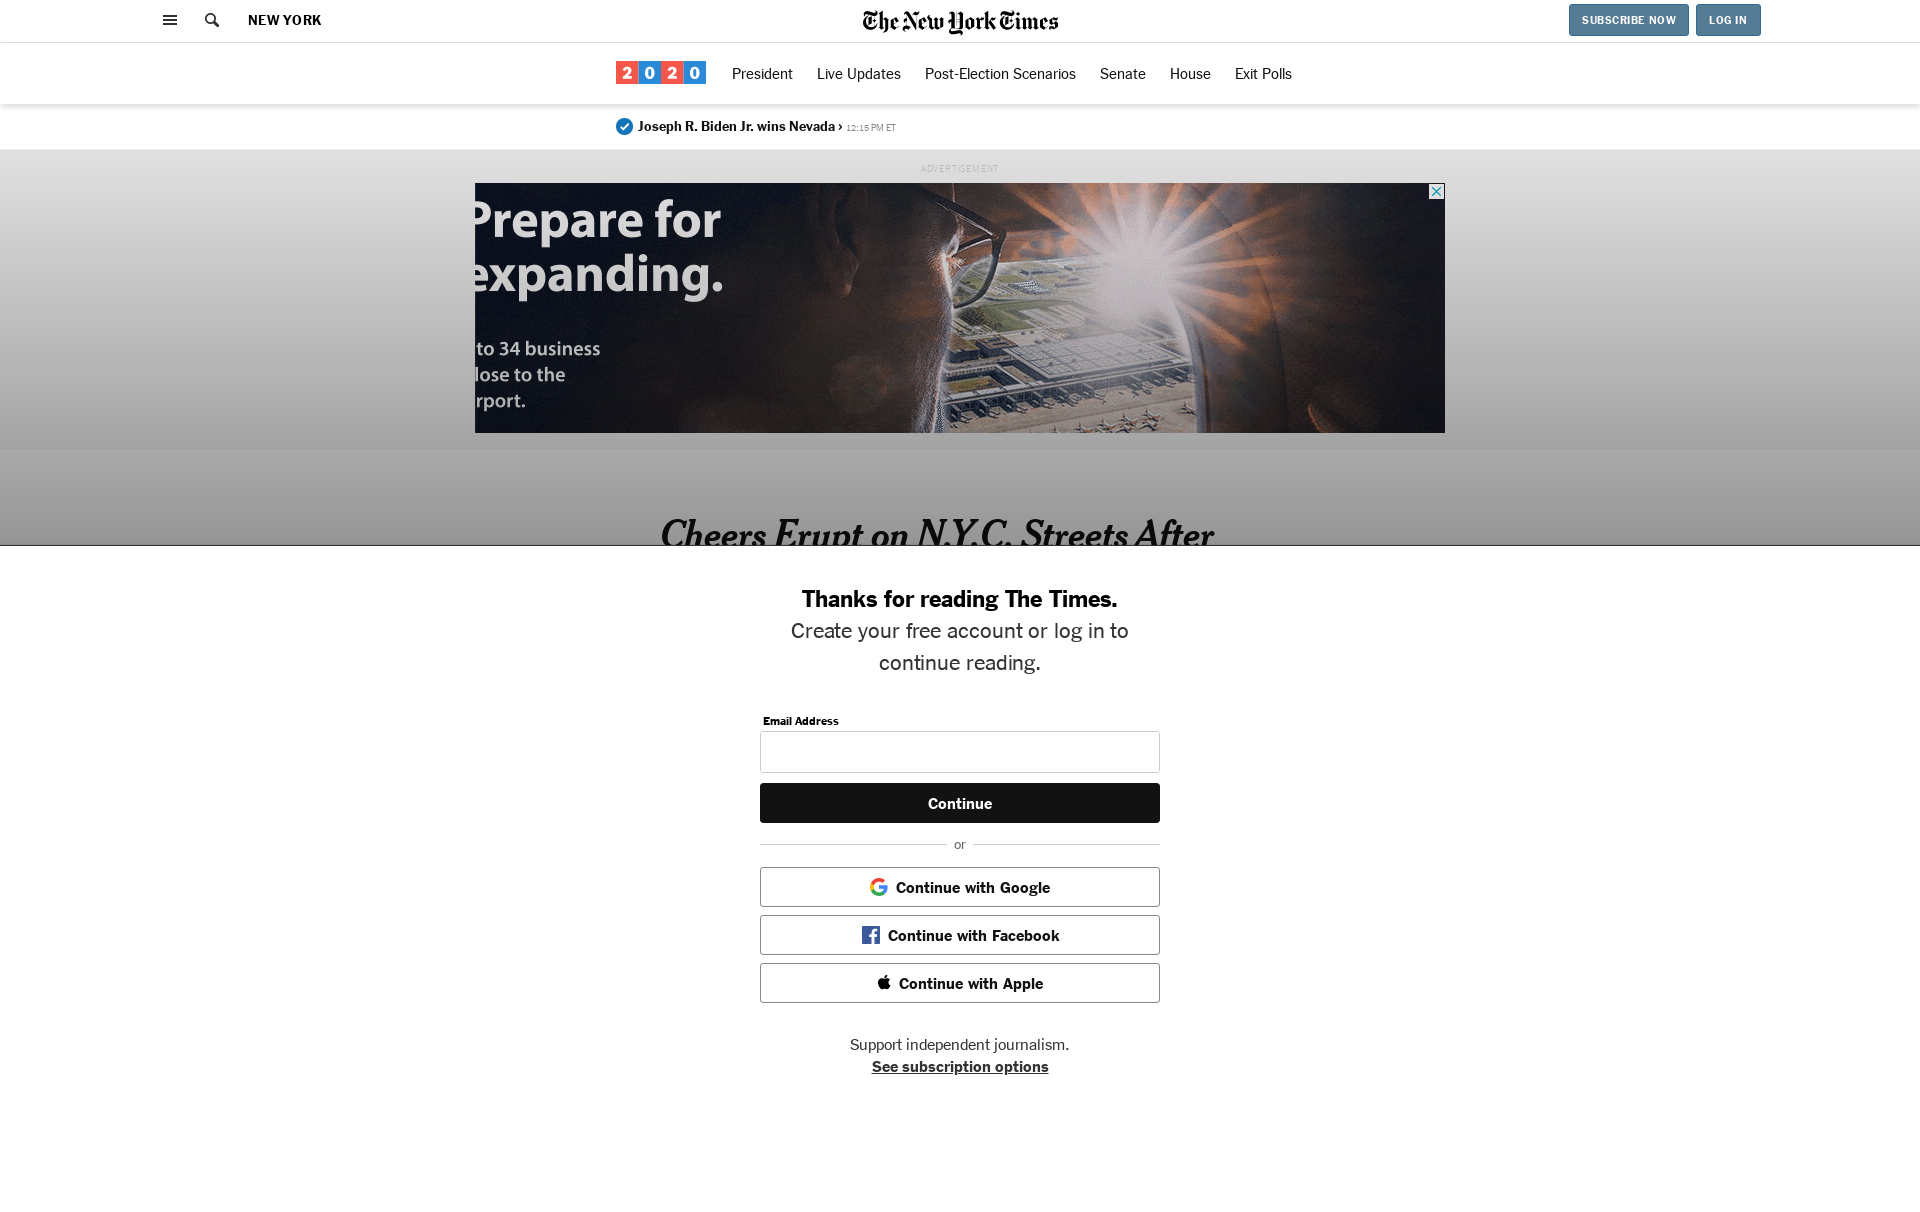 NEW YORK
The New York Times
SUBSCRIBE NOW
LOG IN
2020
President
Live Updates
Post-Election Scenarios
Senate
House
Exit Polls
Joseph R. Biden Jr. wins Nevada › 12:15 PM ET
ADVERTISEMENT
Prepare for
expanding.
to 34 business
lose to the
rport.
Cheers Erupt on N.Y.C. Streets After
Thanks for reading The Times.
Create your free account or log in to
continue reading.
Email Address
Continue
or
Continue with Google
Continue with Facebook
Continue with Apple
Support independent journalism.
See subscription options